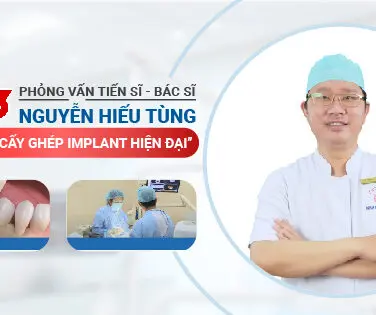 PHỎNG VẤN TIẾN SĨ - BÁC SĨ
NGUYỄN HIẾU TÙNG
CẤY GHÉP IMPLANT HIỆN ĐẠI"